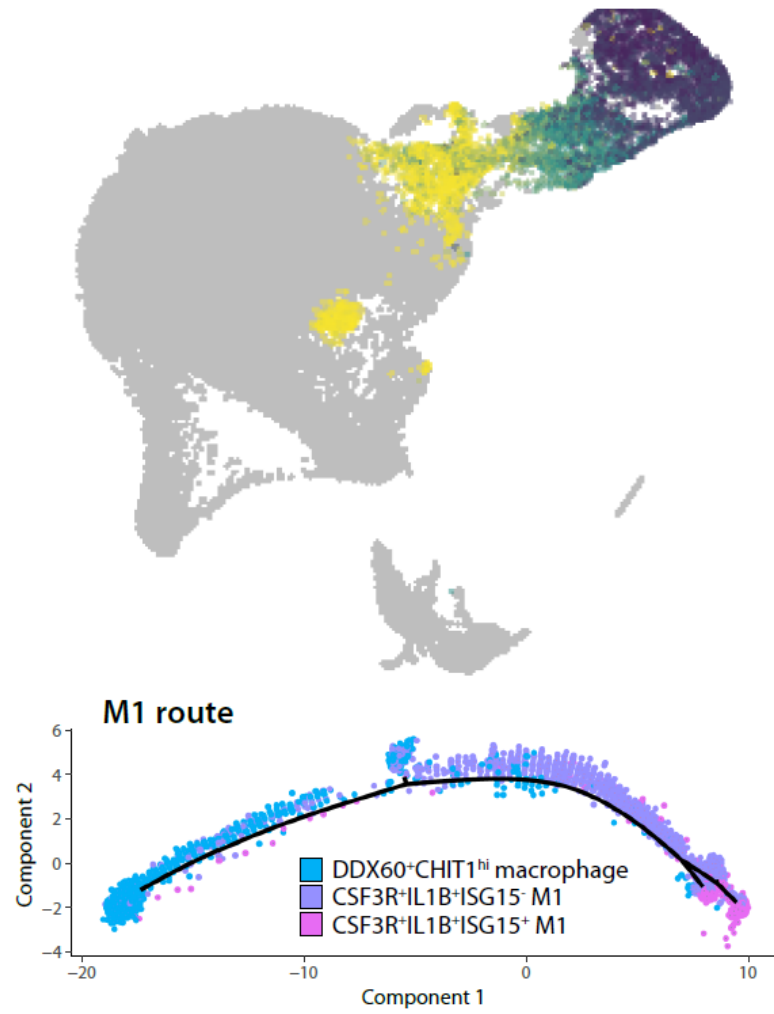 M1 route
6
4
2
0
−2
−4
Component 2
DDX60⁺CHIT1ʰⁱ macrophage
CSF3R⁺IL1B⁺ISG15⁻ M1
CSF3R⁺IL1B⁺ISG15⁺ M1
−20
−10
0
10
Component 1